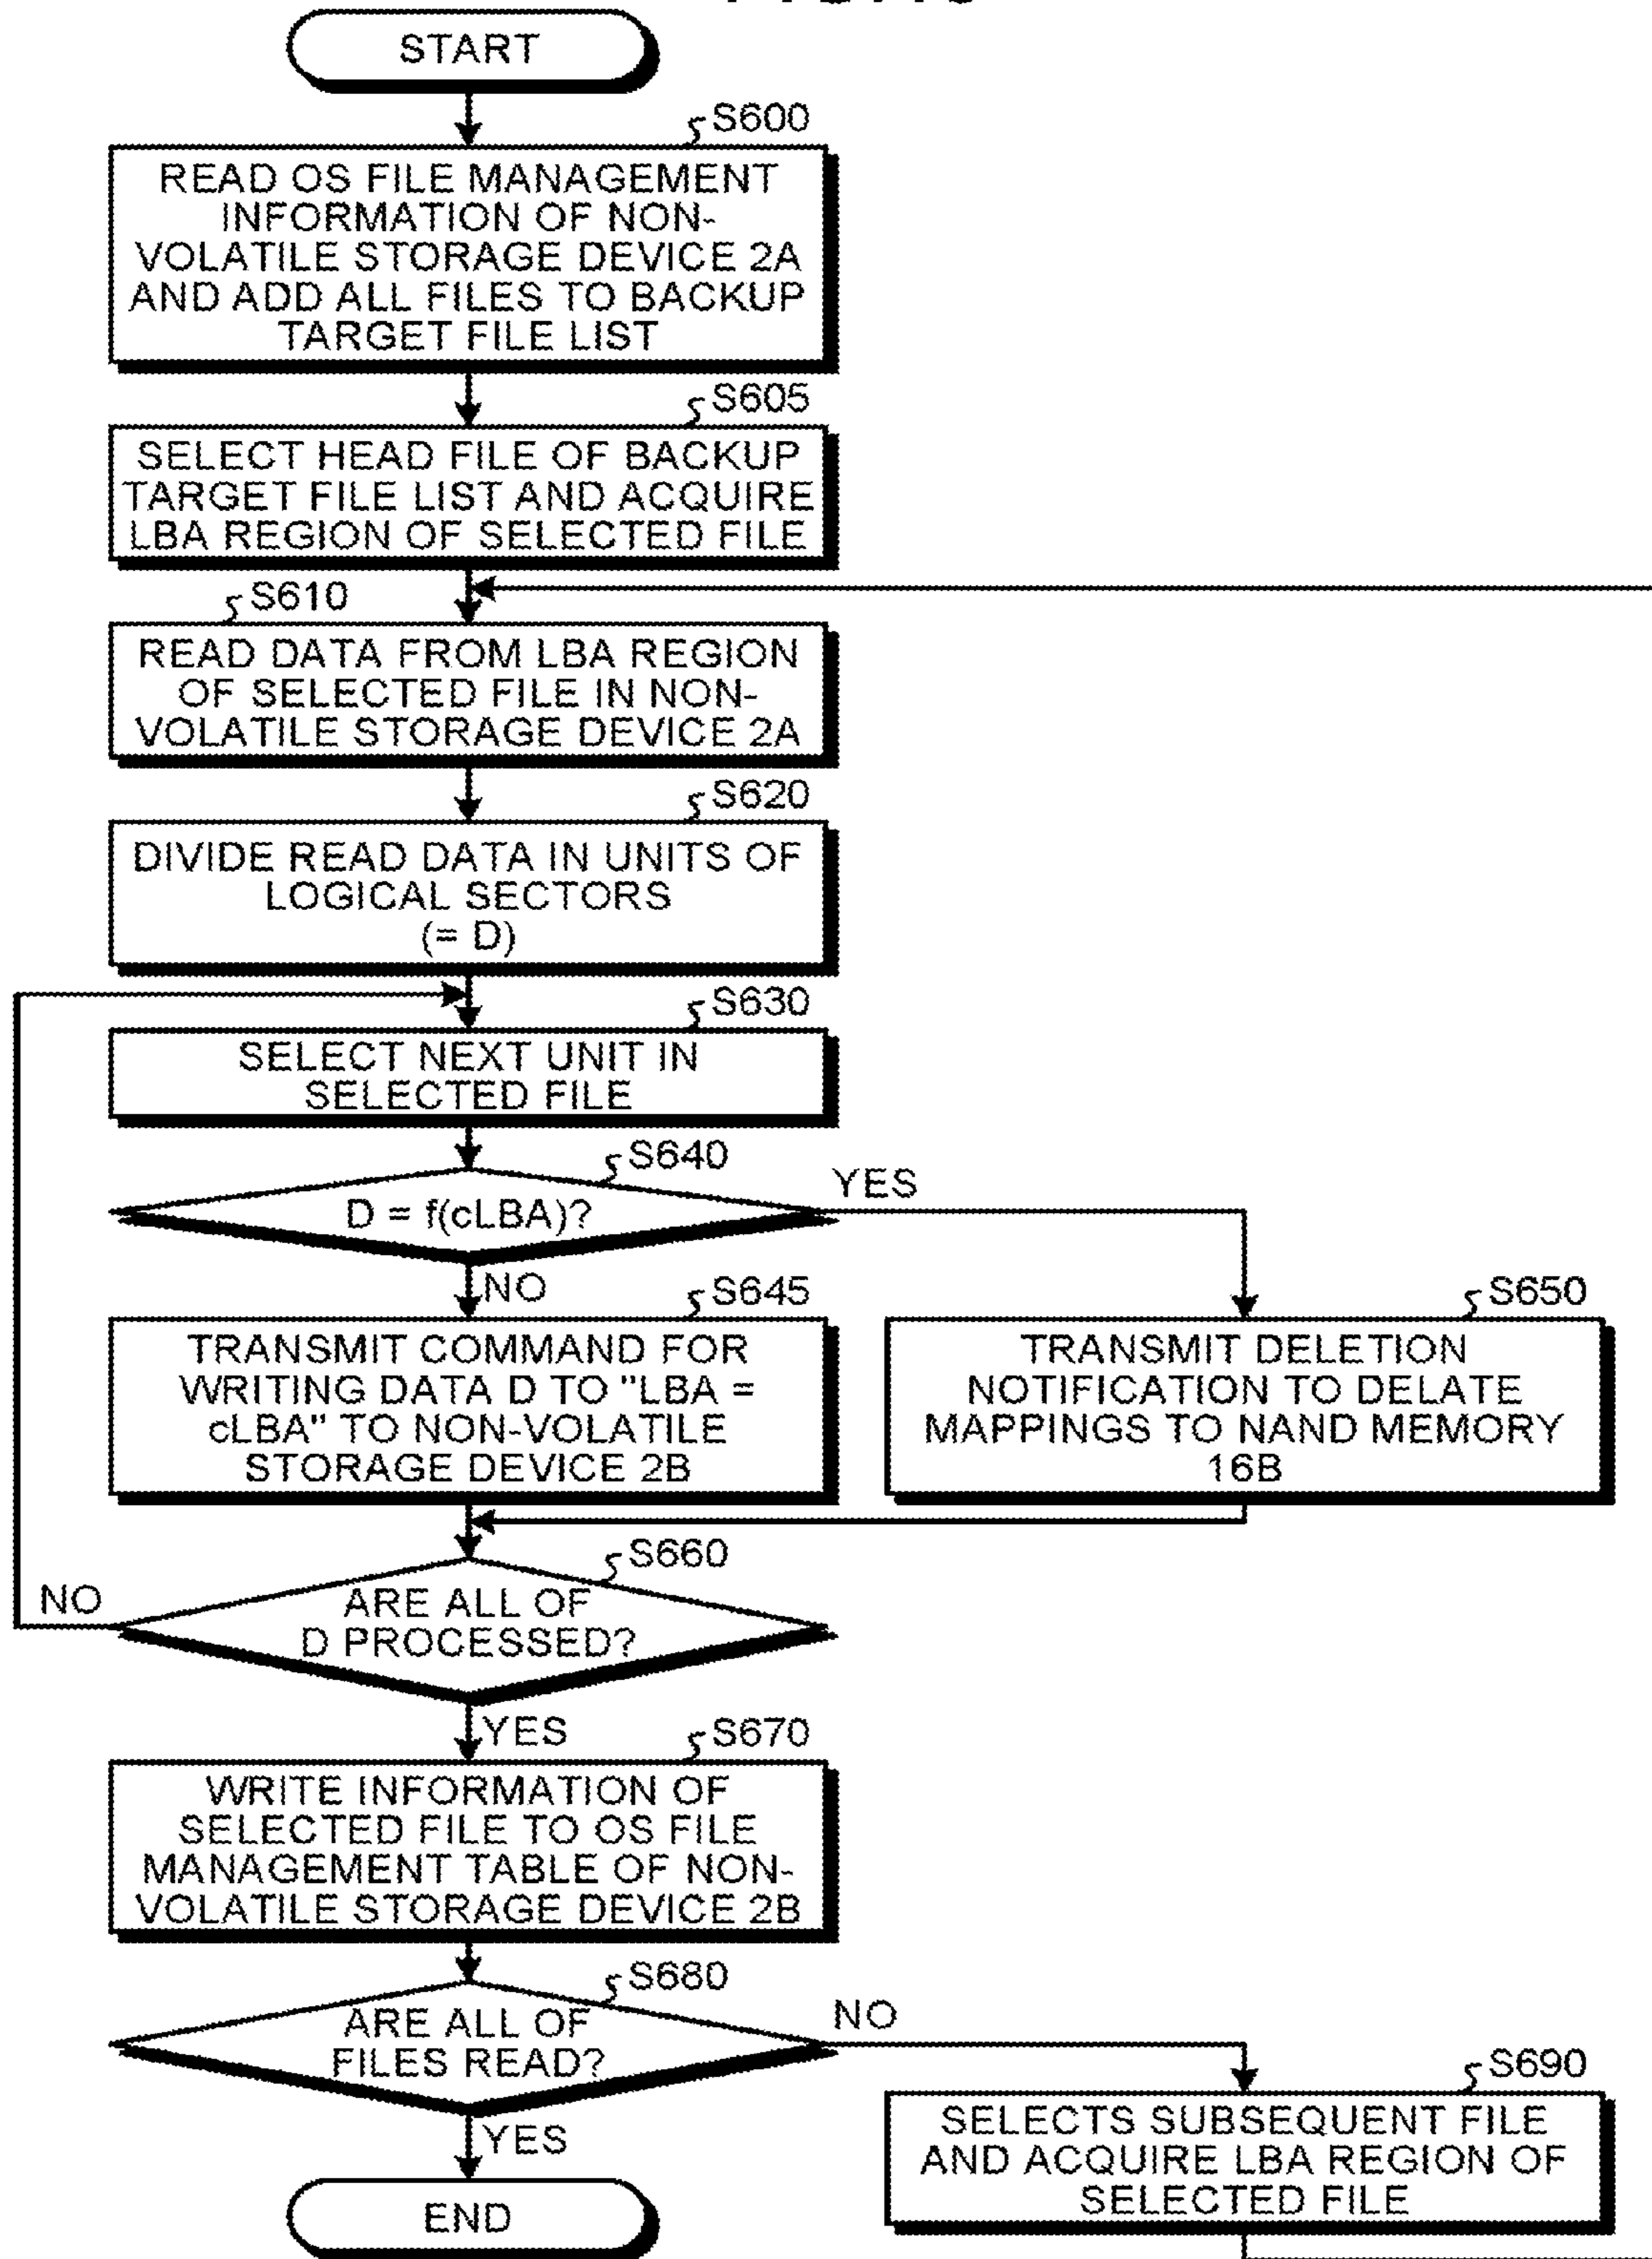 START
S600
READ OS FILE MANAGEMENT
INFORMATION OF NON-
VOLATILE STORAGE DEVICE 2A
AND ADD ALL FILES TO BACKUP
TARGET FILE LIST
S605
SELECT HEAD FILE OF BACKUP
TARGET FILE LIST AND ACQUIRE
LBA REGION OF SELECTED FILE
S610
READ DATA FROM LBA REGION
OF SELECTED FILE IN NON-
VOLATILE STORAGE DEVICE 2A
S620
DIVIDE READ DATA IN UNITS OF
LOGICAL SECTORS
(= D)
S630
SELECT NEXT UNIT IN
SELECTED FILE
S640
D = f(cLBA)?
YES
NO
S645
TRANSMIT COMMAND FOR
WRITING DATA D TO "LBA =
cLBA" TO NON-VOLATILE
STORAGE DEVICE 2B
S650
TRANSMIT DELETION
NOTIFICATION TO DELATE
MAPPINGS TO NAND MEMORY
16B
S660
ARE ALL OF
D PROCESSED?
NO
YES
S670
WRITE INFORMATION OF
SELECTED FILE TO OS FILE
MANAGEMENT TABLE OF NON-
VOLATILE STORAGE DEVICE 2B
S680
ARE ALL OF
FILES READ?
NO
YES
S690
SELECTS SUBSEQUENT FILE
AND ACQUIRE LBA REGION OF
SELECTED FILE
END